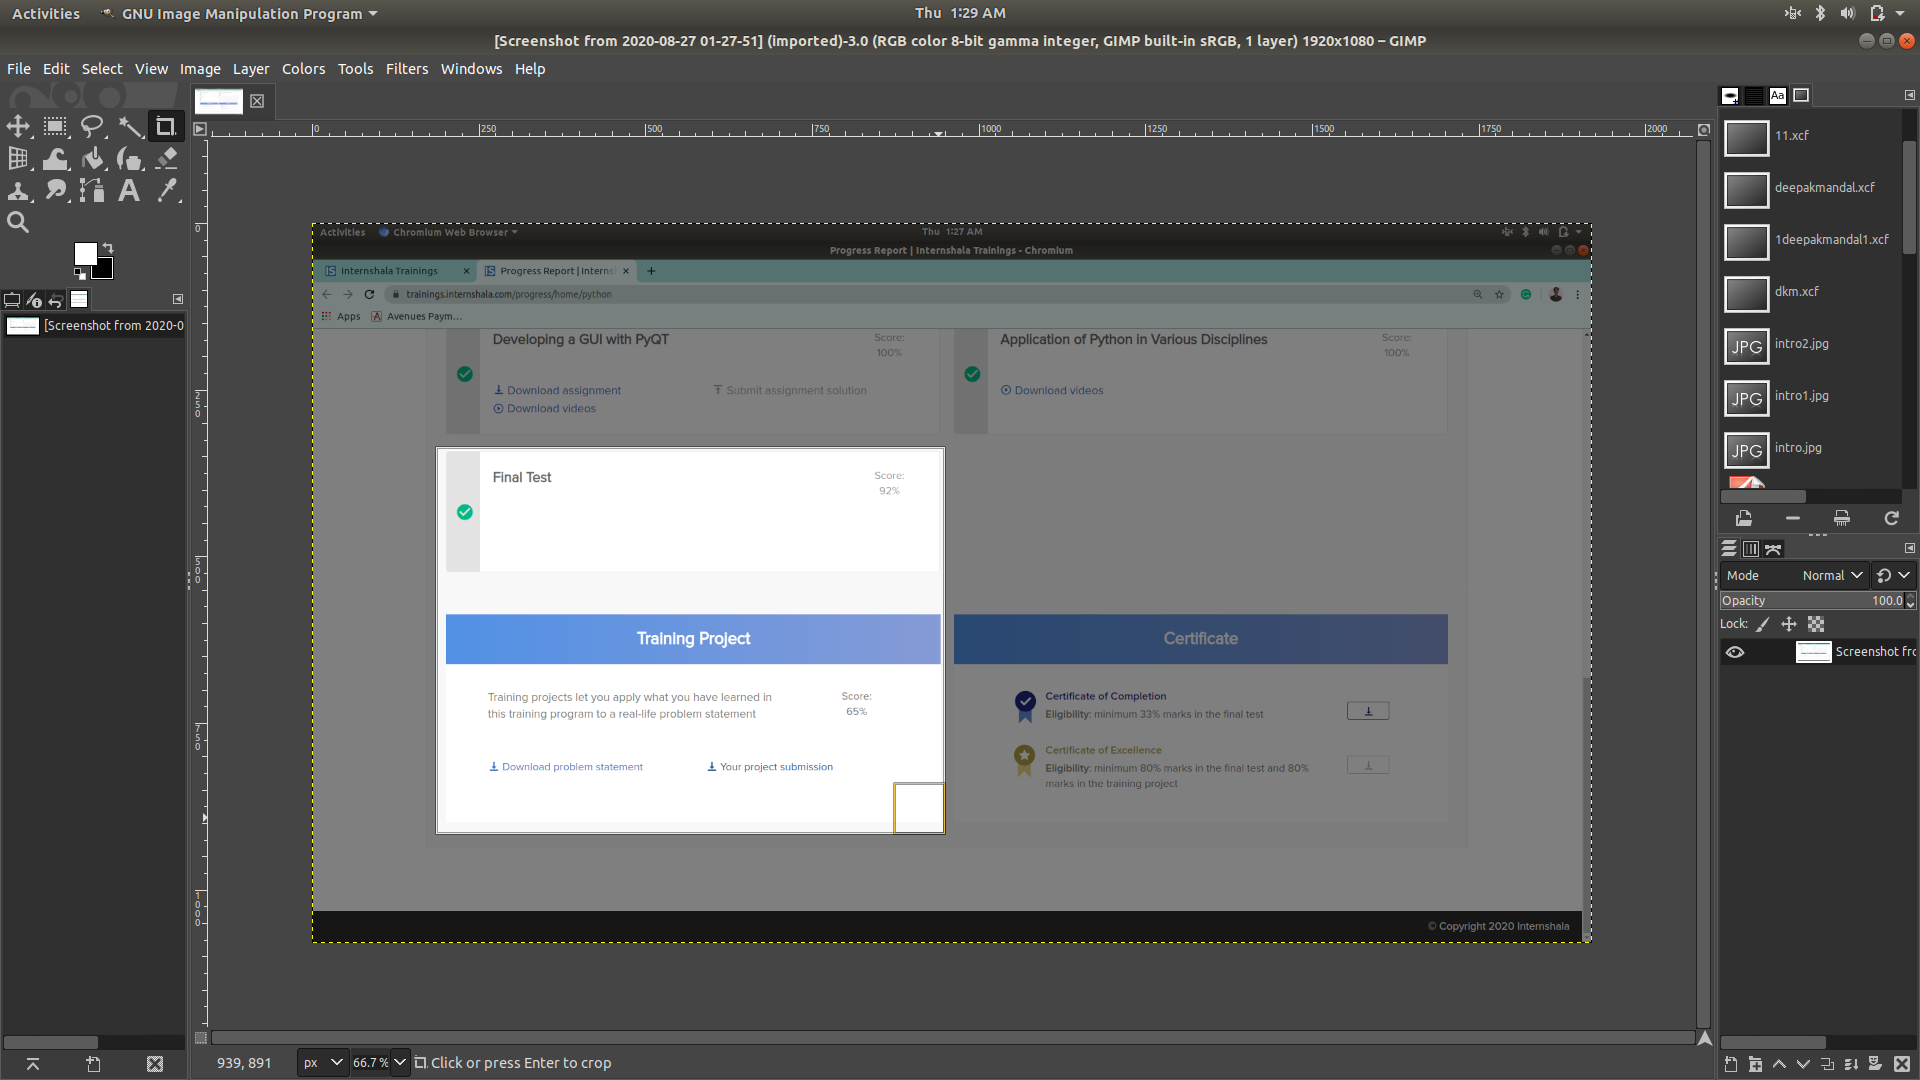 Activities GNU Image Manipulation Program Thu 1:29 AM
[Screenshot from 2020-08-27 01-27-51] (imported)-3.0 (RGB color 8-bit gamma integer, GIMP built-in sRGB, 1 layer) 1920x1080 – GIMP
File Edit Select View Image Layer Colors Tools Filters Windows Help
Aa
0 250 500 750 1000 1250 1500 1750 2000
0
250
500
750
1000
[Screenshot from 2020-0
Activities Chromium Web Browser Thu 1:27 AM
Progress Report | Internshala Trainings - Chromium
Internshala Trainings × Progress Report | Interns × +
trainings.internshala.com/progress/home/python
Apps Avenues Paym...
Developing a GUI with PyQT
Score:
100%
Download assignment Submit assignment solution
Download videos
Application of Python in Various Disciplines
Score:
100%
Download videos
Final Test
Score:
92%
Training Project
Training projects let you apply what you have learned in
this training program to a real-life problem statement
Score:
65%
Download problem statement Your project submission
Certificate
Certificate of Completion
Eligibility: minimum 33% marks in the final test
Certificate of Excellence
Eligibility: minimum 80% marks in the final test and 80%
marks in the training project
© Copyright 2020 Internshala
11.xcf
deepakmandal.xcf
1deepakmandal1.xcf
dkm.xcf
JPG intro2.jpg
JPG intro1.jpg
JPG intro.jpg
Mode Normal
Opacity 100.0
Lock:
Screenshot fro
939, 891 px 66.7 % Click or press Enter to crop